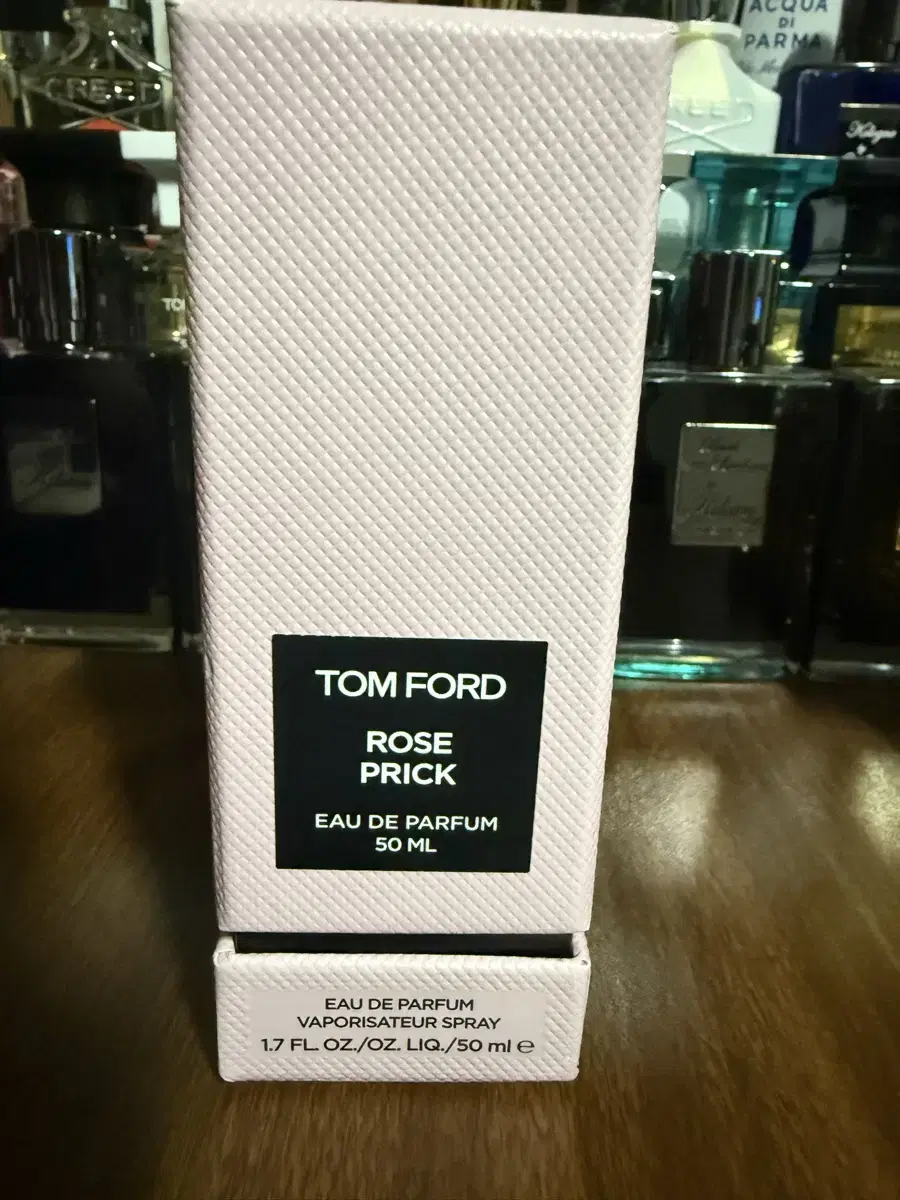 ACQUA
DI
PARMA
CREED
TOM FORD
ROSE
PRICK
EAU DE PARFUM
50 ML
EAU DE PARFUM
VAPORISATEUR SPRAY
1.7 FL. OZ./OZ. LIQ./50 ml ℮